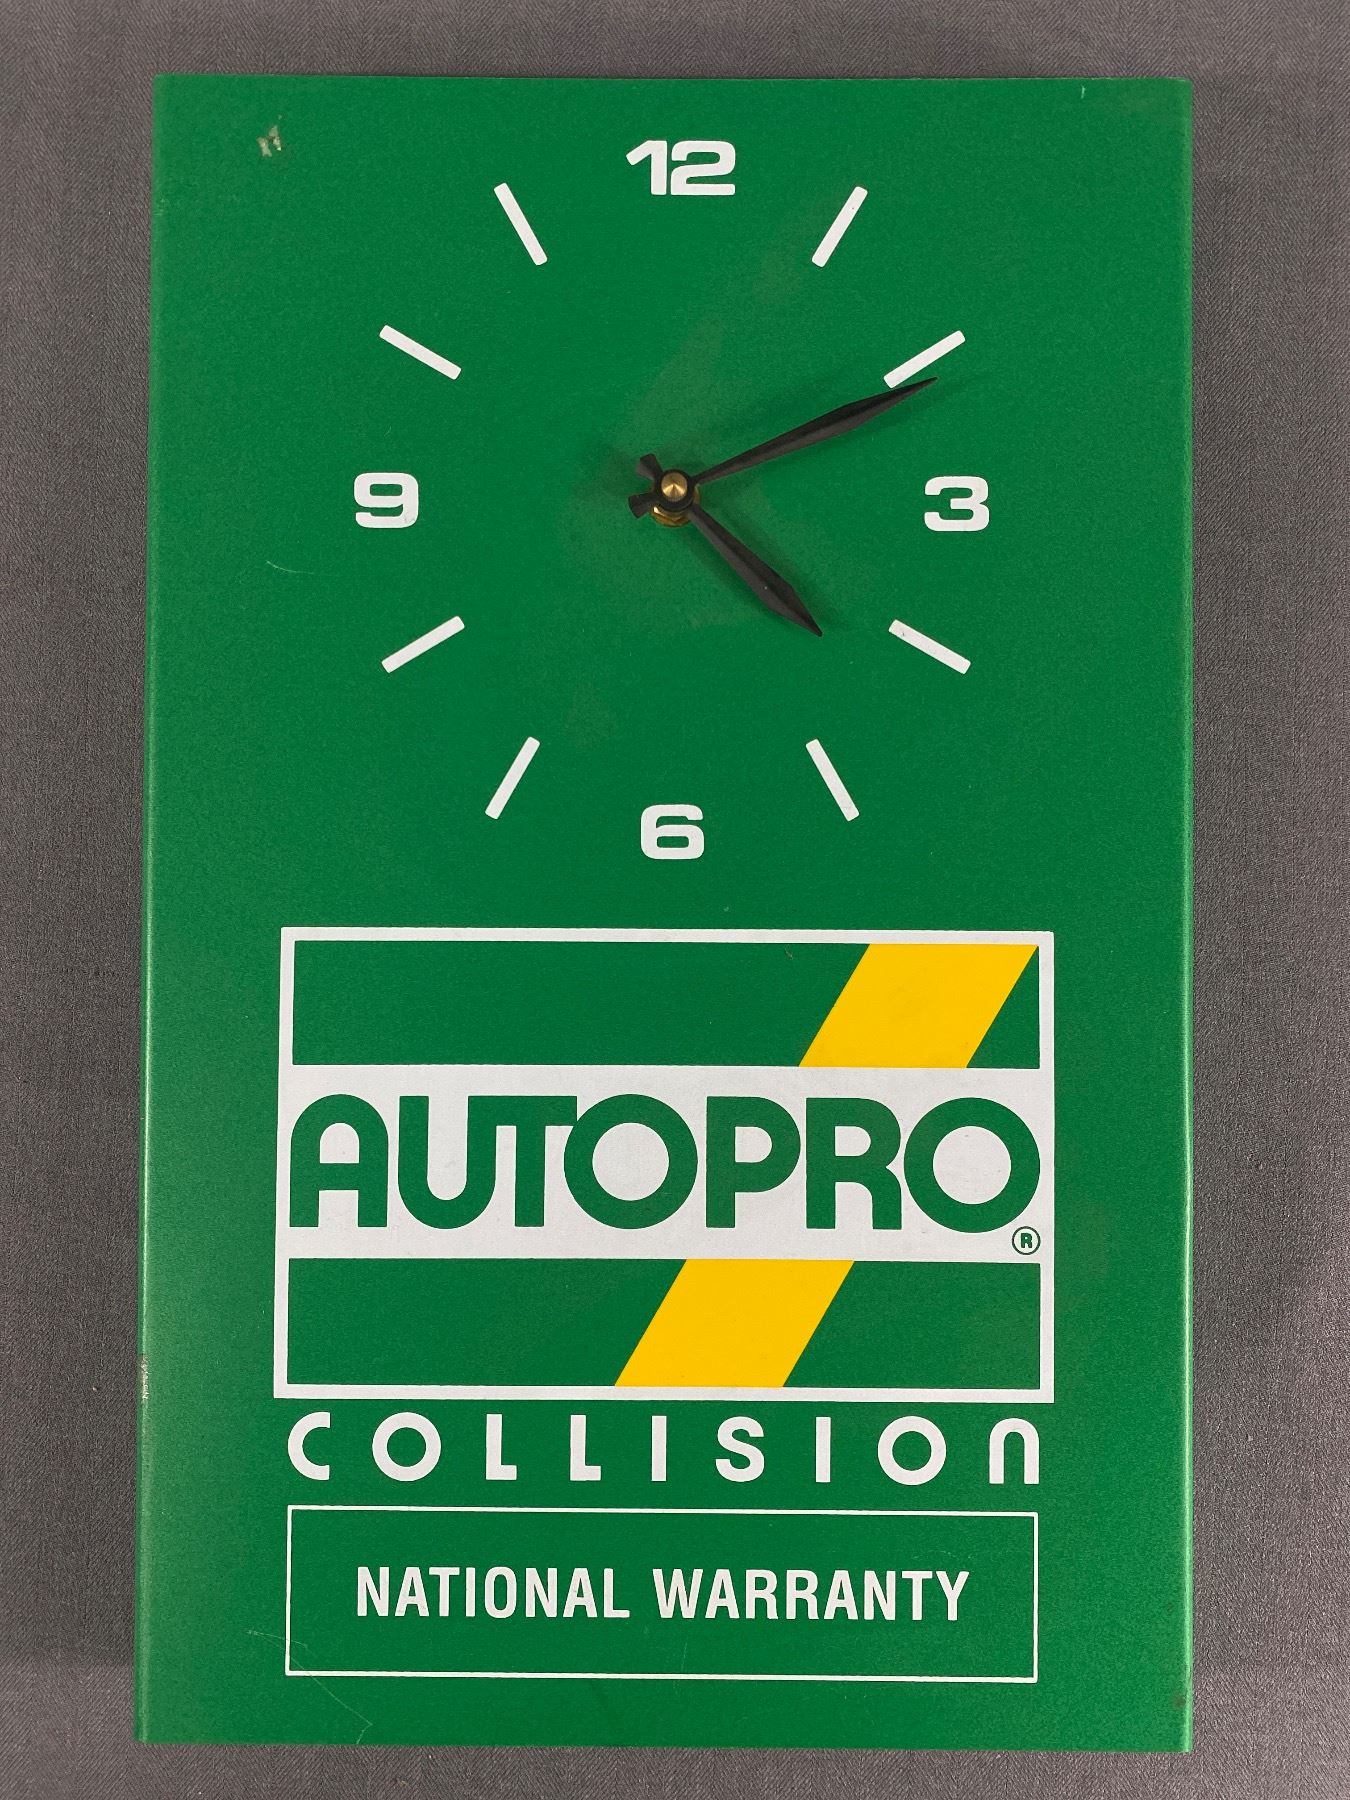 12
9 3
6
AUTOPRO®
COLLISION
NATIONAL WARRANTY